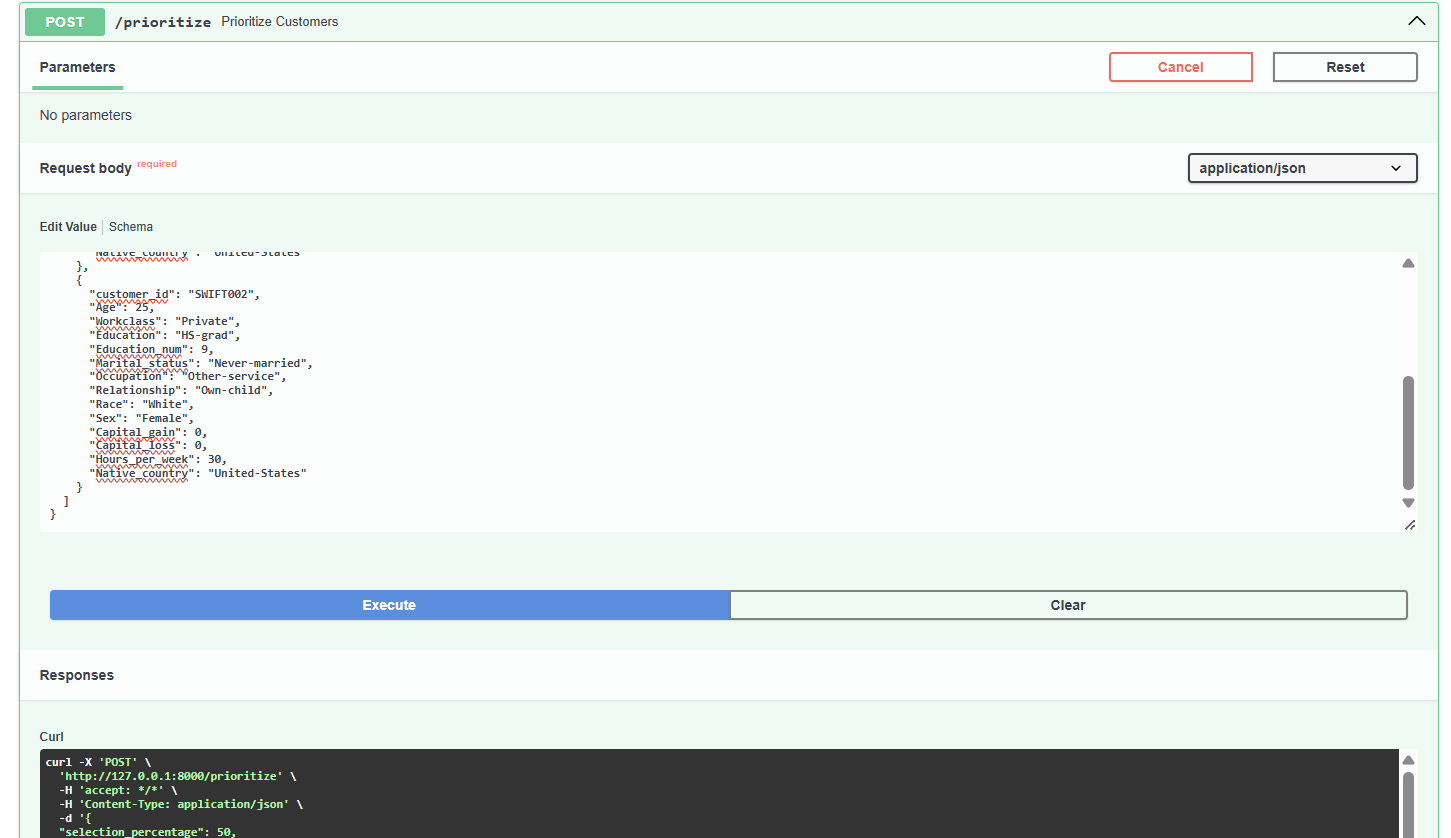 POST /prioritize Prioritize Customers
Parameters
Cancel
Reset
No parameters
Request body required
application/json
Edit Value Schema
"Native_country": "United-States"
},
{
"customer_id": "SWIFT002",
"Age": 25,
"Workclass": "Private",
"Education": "HS-grad",
"Education_num": 9,
"Marital_status": "Never-married",
"Occupation": "Other-service",
"Relationship": "Own-child",
"Race": "White",
"Sex": "Female",
"Capital_gain": 0,
"Capital_loss": 0,
"Hours_per_week": 30,
"Native_country": "United-States"
}
]
}
Execute
Clear
Responses
Curl
curl -X 'POST' \
'http://127.0.0.1:8000/prioritize' \
-H 'accept: */*' \
-H 'Content-Type: application/json' \
-d '{
"selection_percentage": 50,